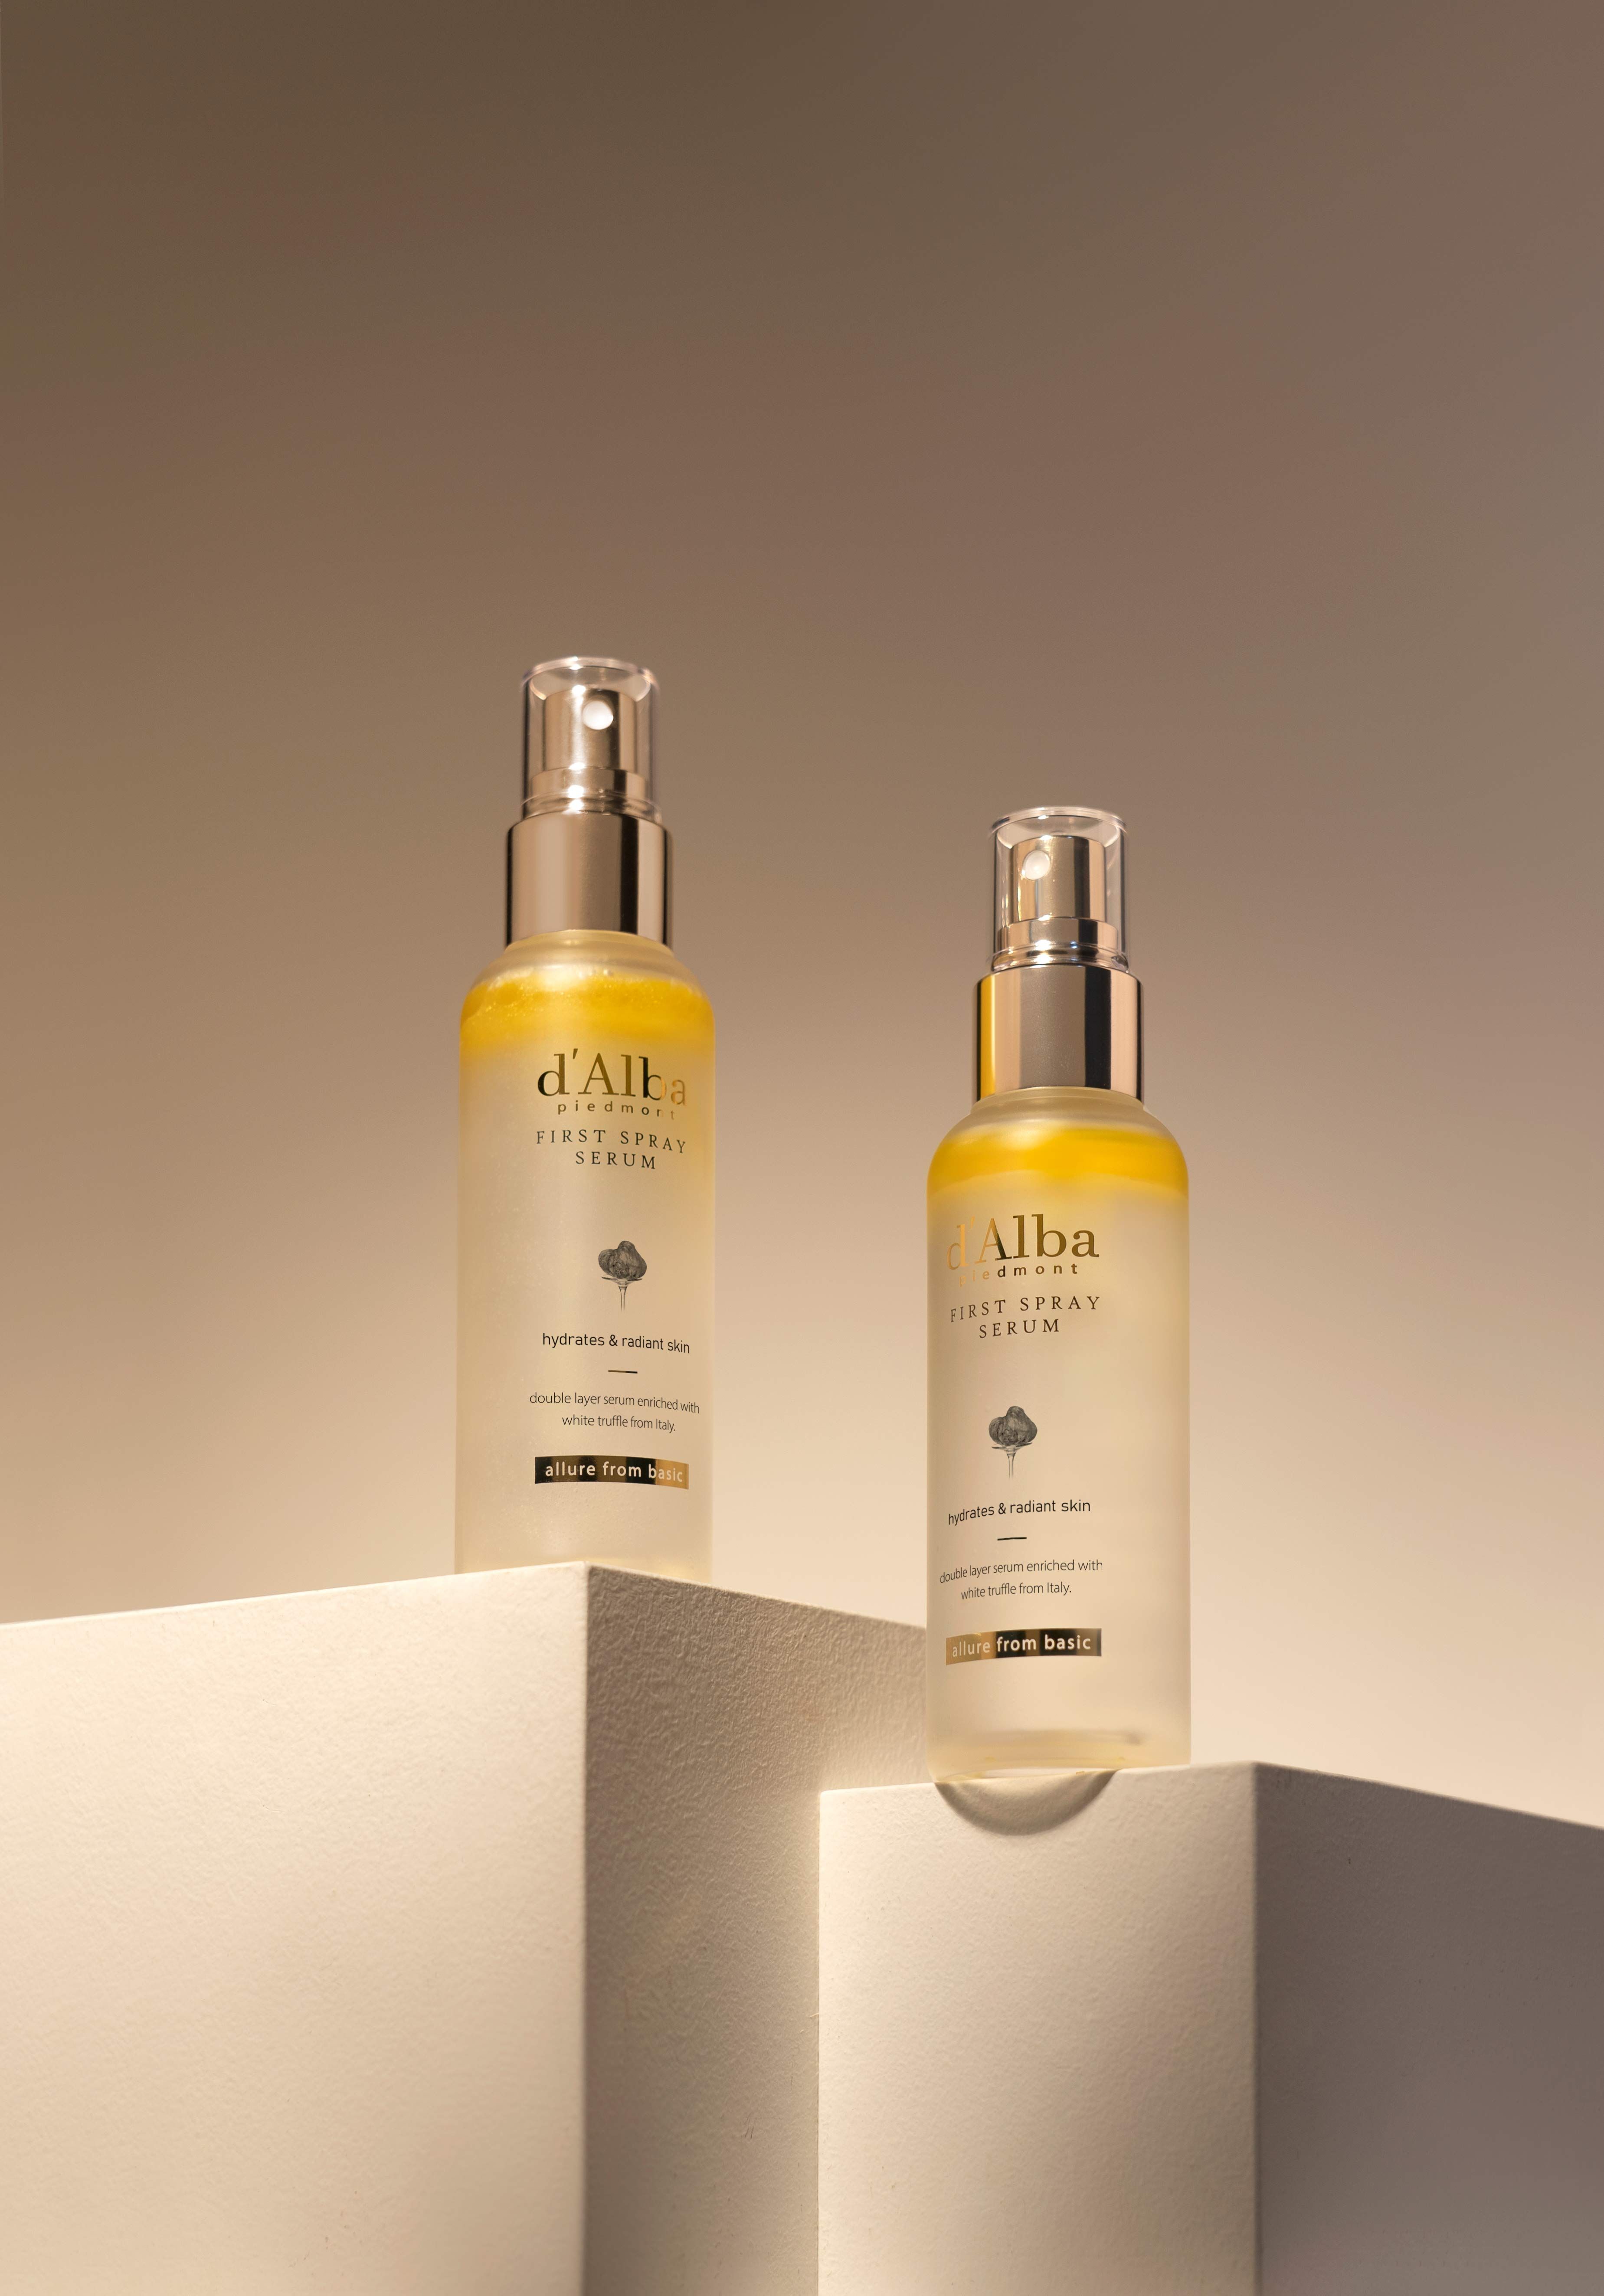 d'Alba
piedmont
FIRST SPRAY
SERUM
hydrates & radiant skin
double layer serum enriched with
white truffle from Italy.
allure from basic
d'Alba
piedmont
FIRST SPRAY
SERUM
hydrates & radiant skin
double layer serum enriched with
white truffle from Italy.
allure from basic